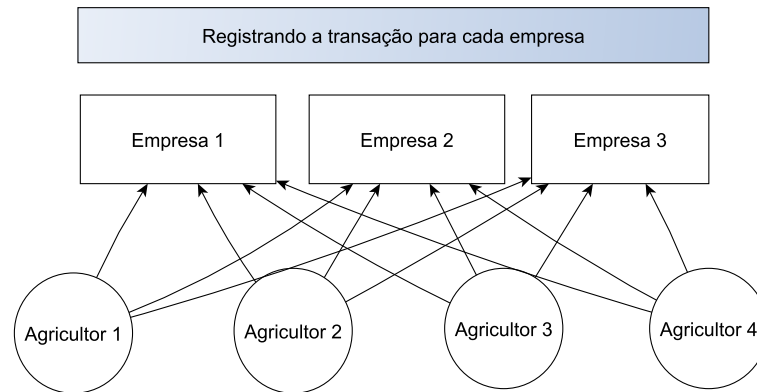 Registrando a transação para cada empresa
Empresa 1
Empresa 2
Empresa 3
Agricultor 1
Agricultor 2
Agricultor 3
Agricultor 4